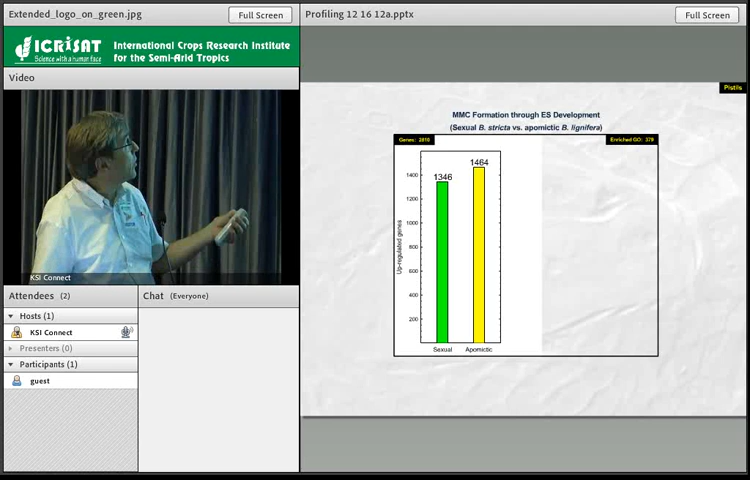 Extended_logo_on_green.jpg
Full Screen
Profiling 12 16 12a.pptx
Full Screen
ICRISAT
Science with a human face
International Crops Research Institute
for the Semi-Arid Tropics
Video
KSI Connect
Attendees (2)
Hosts (1)
KSI Connect
Presenters (0)
Participants (1)
guest
Chat (Everyone)
Pistils
MMC Formation through ES Development
(Sexual B. stricta vs. apomictic B. lignifera)
Genes: 2810
Enriched GO: 379
1346
1464
Up-regulated genes
1400
1200
1000
800
600
400
200
Sexual
Apomictic